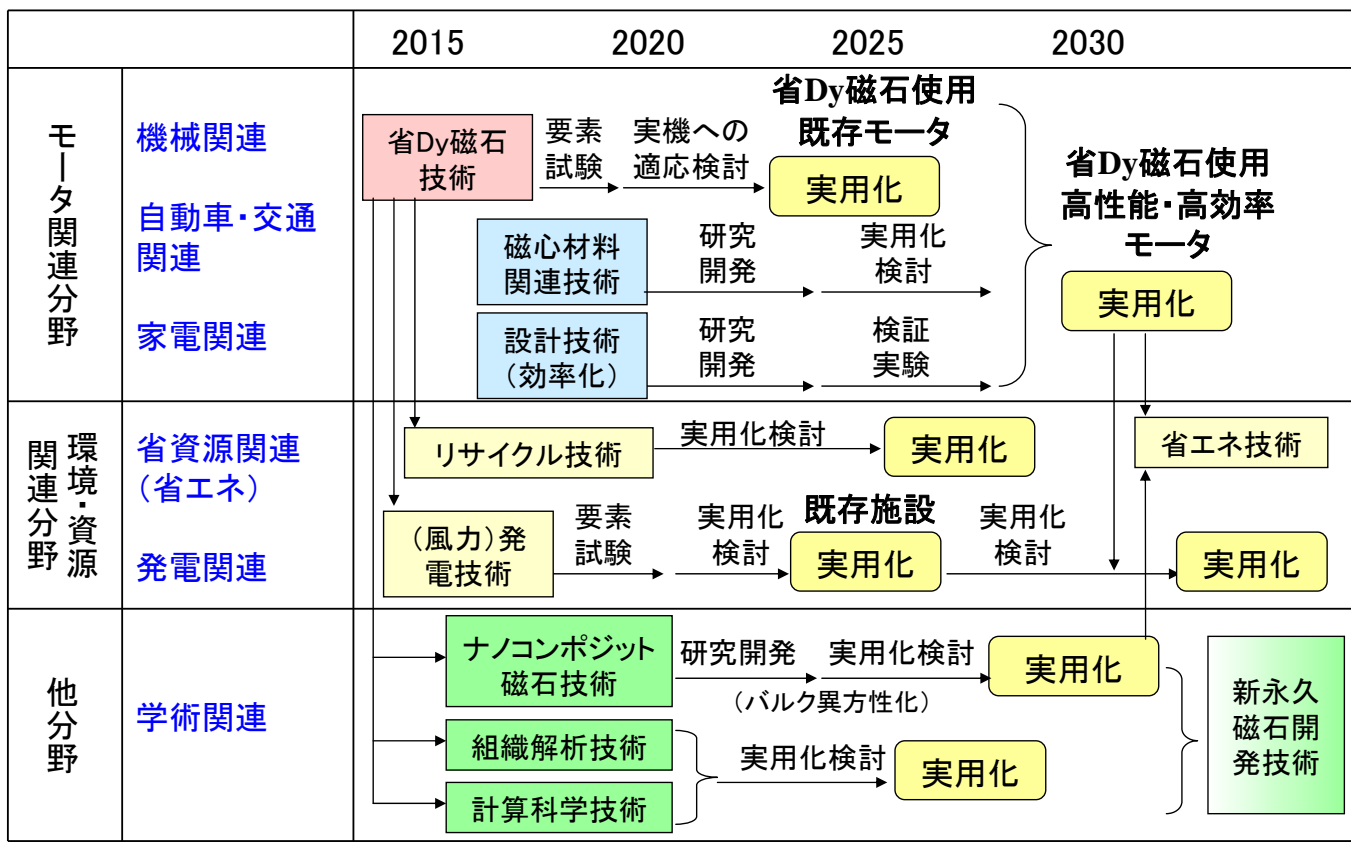 2015 2020 2025 2030
モータ関連分野
機械関連
自動車・交通
関連
家電関連
省Dy磁石
技術
要素
試験
実機への
適応検討
省Dy磁石使用
既存モータ
実用化
磁心材料
関連技術
研究
開発
実用化
検討
設計技術
(効率化)
研究
開発
検証
実験
省Dy磁石使用
高性能・高効率
モータ
実用化
環境・資源
関連分野
省資源関連
(省エネ)
発電関連
リサイクル技術
実用化検討
実用化
省エネ技術
(風力)発
電技術
要素
試験
実用化
検討
既存施設
実用化
実用化
検討
実用化
他分野
学術関連
ナノコンポジット
磁石技術
研究開発
実用化検討
(バルク異方性化)
実用化
組織解析技術
計算科学技術
実用化検討
実用化
新永久
磁石開
発技術